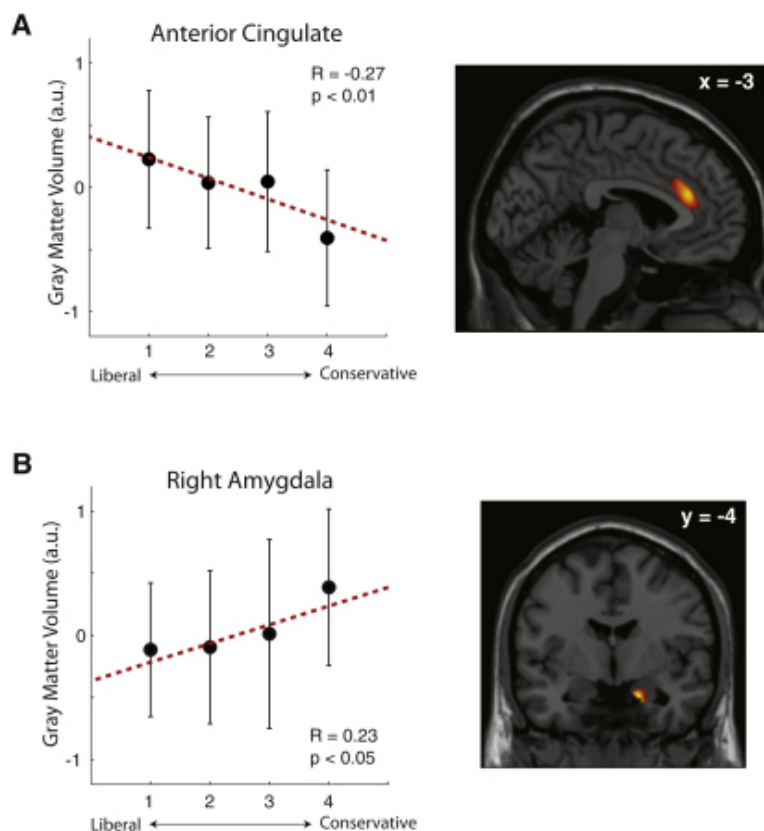 A
Anterior Cingulate
R = -0.27
p < 0.01
x = -3
Gray Matter Volume (a.u.)
1
0
-1
1 2 3 4
Liberal Conservative
B
Right Amygdala
y = -4
Gray Matter Volume (a.u.)
1
0
-1
R = 0.23
p < 0.05
1 2 3 4
Liberal Conservative